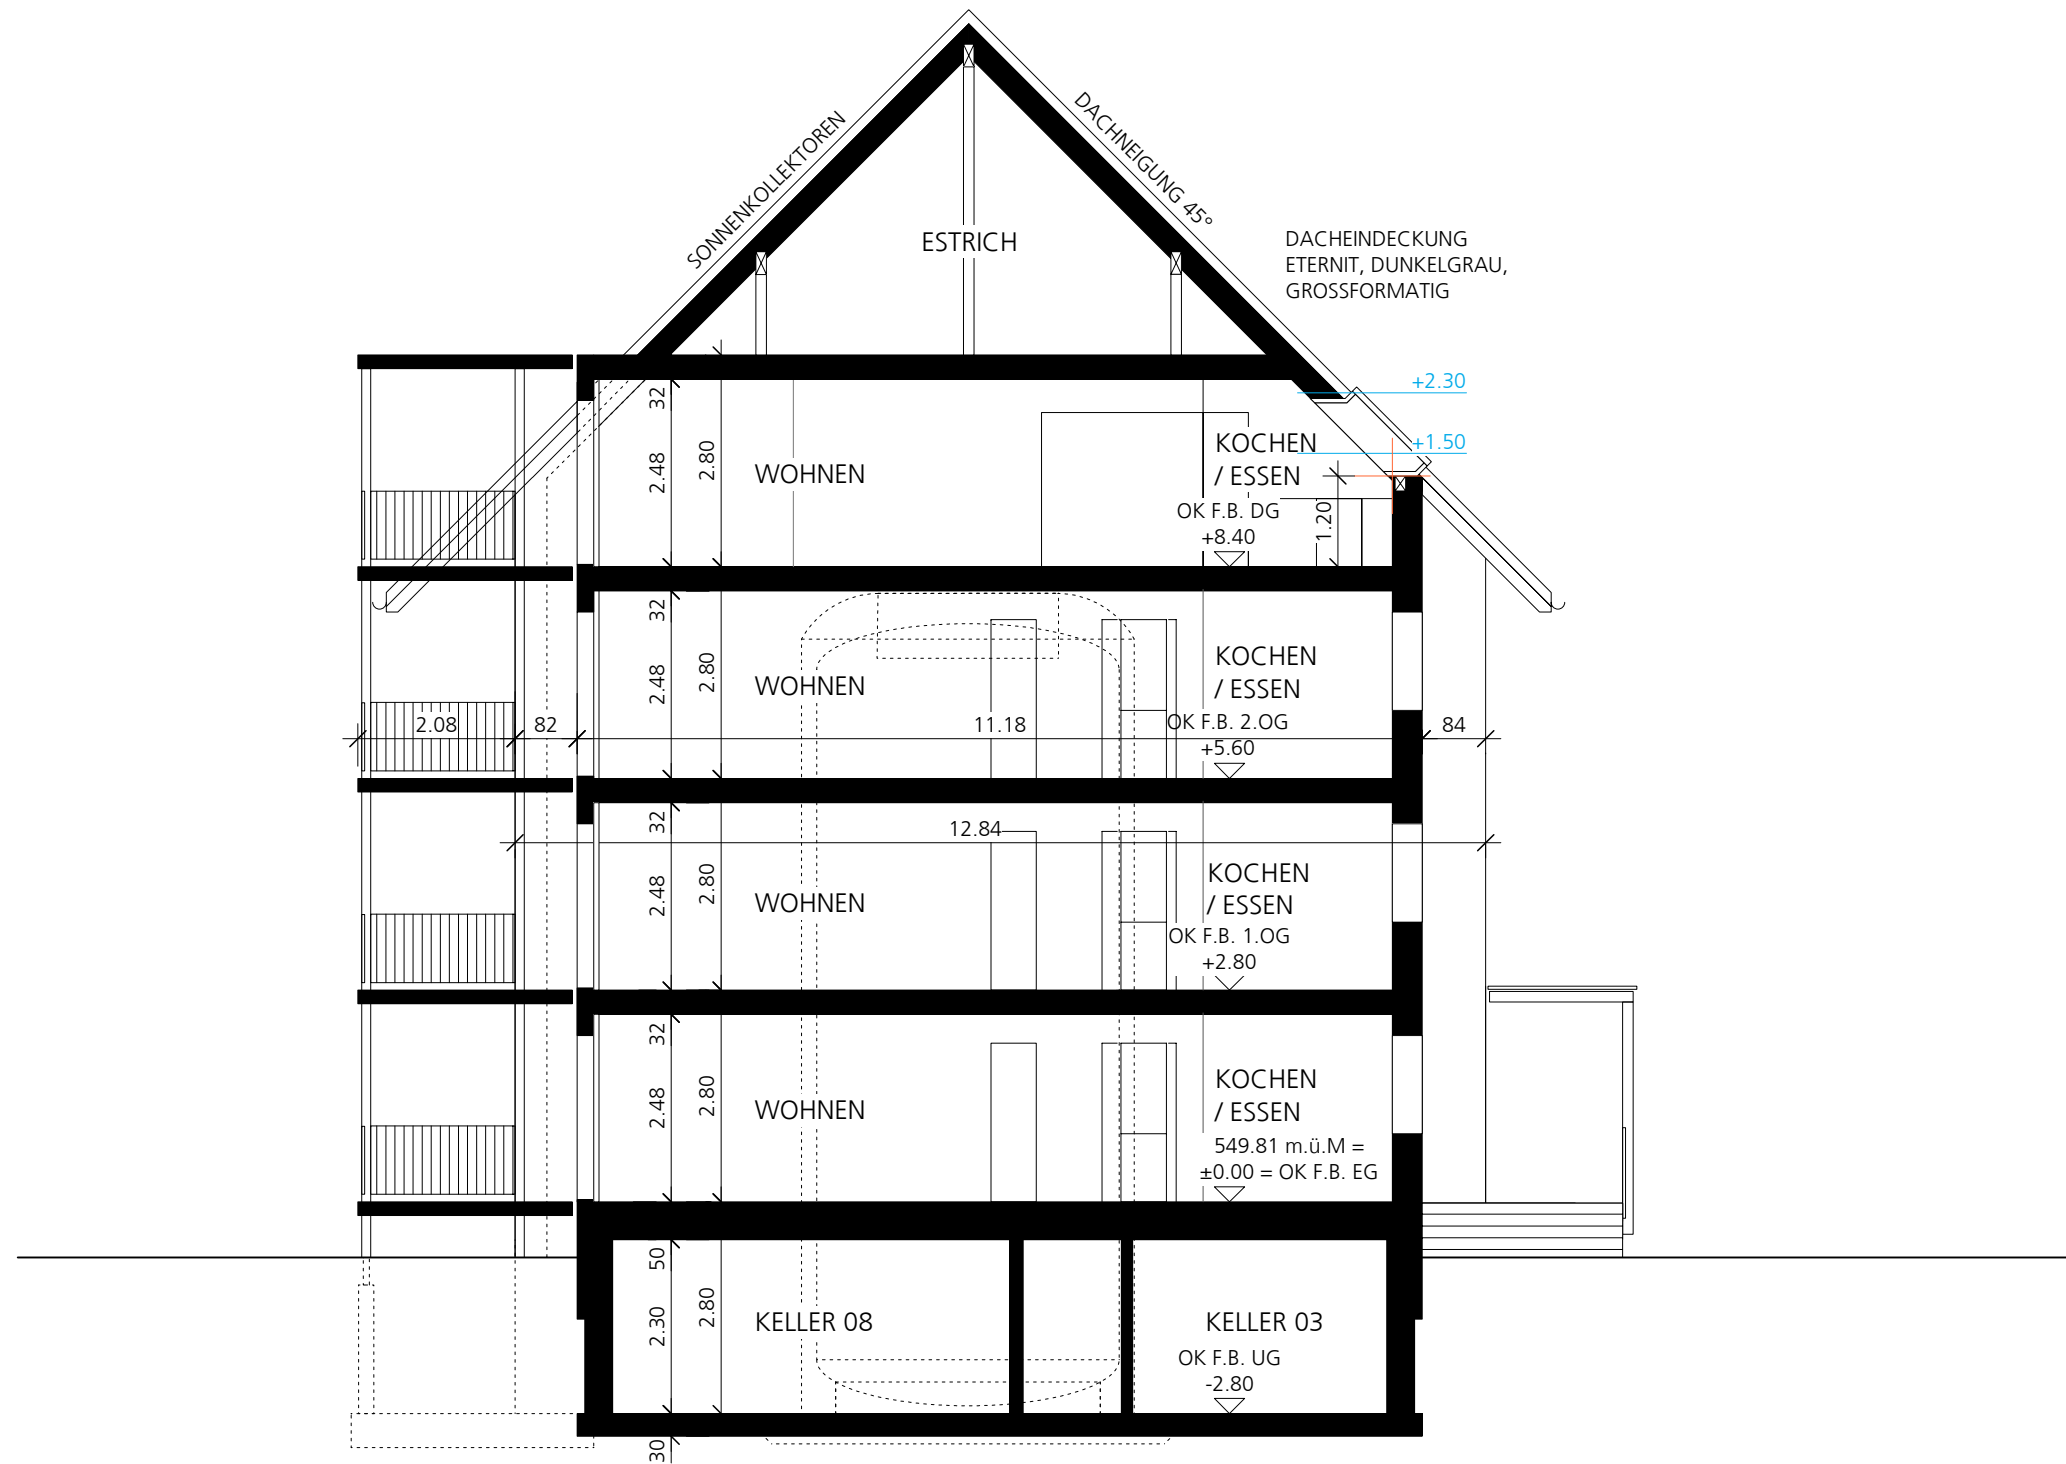 SONNENKOLLEKTOREN
DACHNEIGUNG 45°
ESTRICH
DACHEINDECKUNG
ETERNIT, DUNKELGRAU,
GROSSFORMATIG
+2.30
+1.50
32
2.48
2.80
WOHNEN
KOCHEN
/ ESSEN
OK F.B. DG
+8.40
1.20
32
2.48
2.80
WOHNEN
KOCHEN
/ ESSEN
OK F.B. 2.OG
+5.60
2.08
82
11.18
84
32
2.48
2.80
12.84
WOHNEN
KOCHEN
/ ESSEN
OK F.B. 1.OG
+2.80
32
2.48
2.80
WOHNEN
KOCHEN
/ ESSEN
549.81 m.ü.M =
±0.00 = OK F.B. EG
50
2.30
2.80
KELLER 08
KELLER 03
OK F.B. UG
-2.80
30